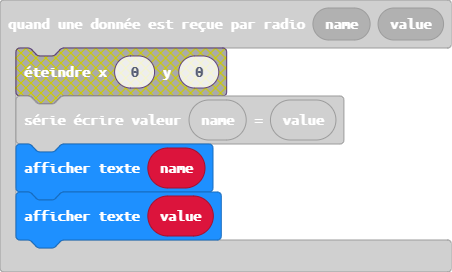 quand une donnée est reçue par radio name value
éteindre x 0 y 0
série écrire valeur name = value
afficher texte name
afficher texte value